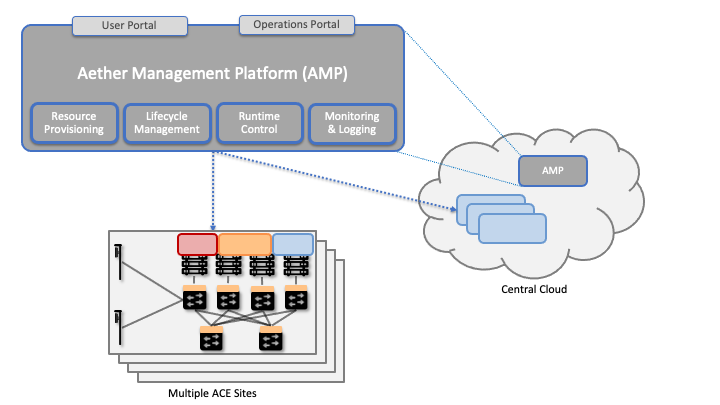 User Portal
Operations Portal
Aether Management Platform (AMP)
Resource
Provisioning
Lifecycle
Management
Runtime
Control
Monitoring
& Logging
AMP
Central Cloud
Multiple ACE Sites